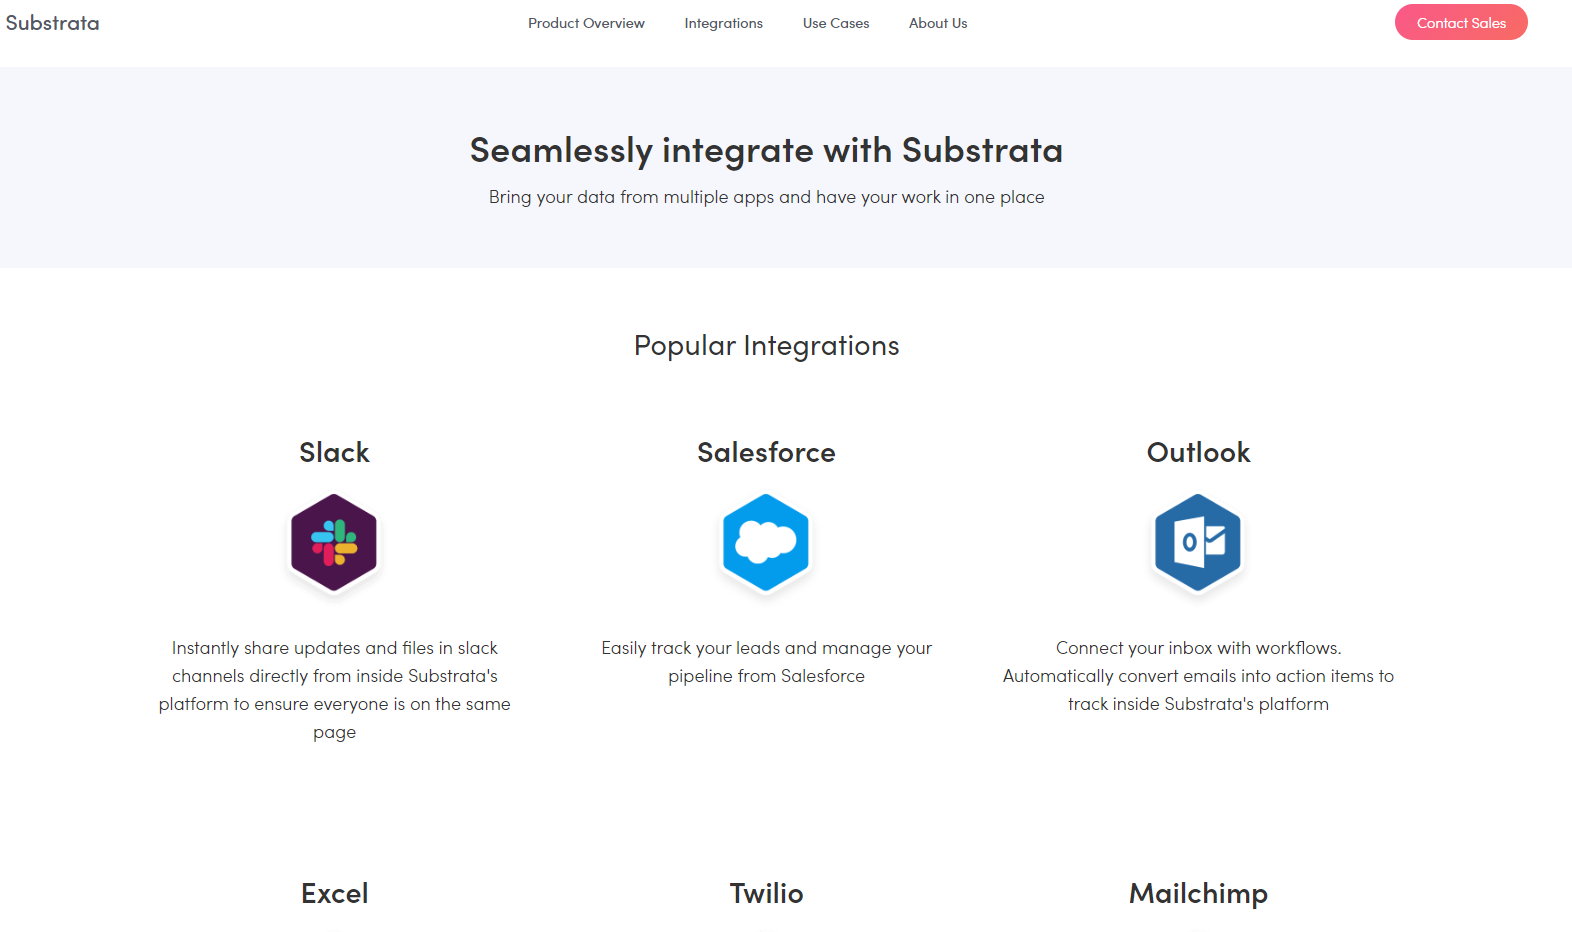 Substrata
Product Overview
Integrations
Use Cases
About Us
Contact Sales
Seamlessly integrate with Substrata
Bring your data from multiple apps and have your work in one place
Popular Integrations
Slack
Instantly share updates and files in slack
channels directly from inside Substrata's
platform to ensure everyone is on the same
page
Salesforce
Easily track your leads and manage your
pipeline from Salesforce
Outlook
Connect your inbox with workflows.
Automatically convert emails into action items to
track inside Substrata's platform
Excel
Twilio
Mailchimp